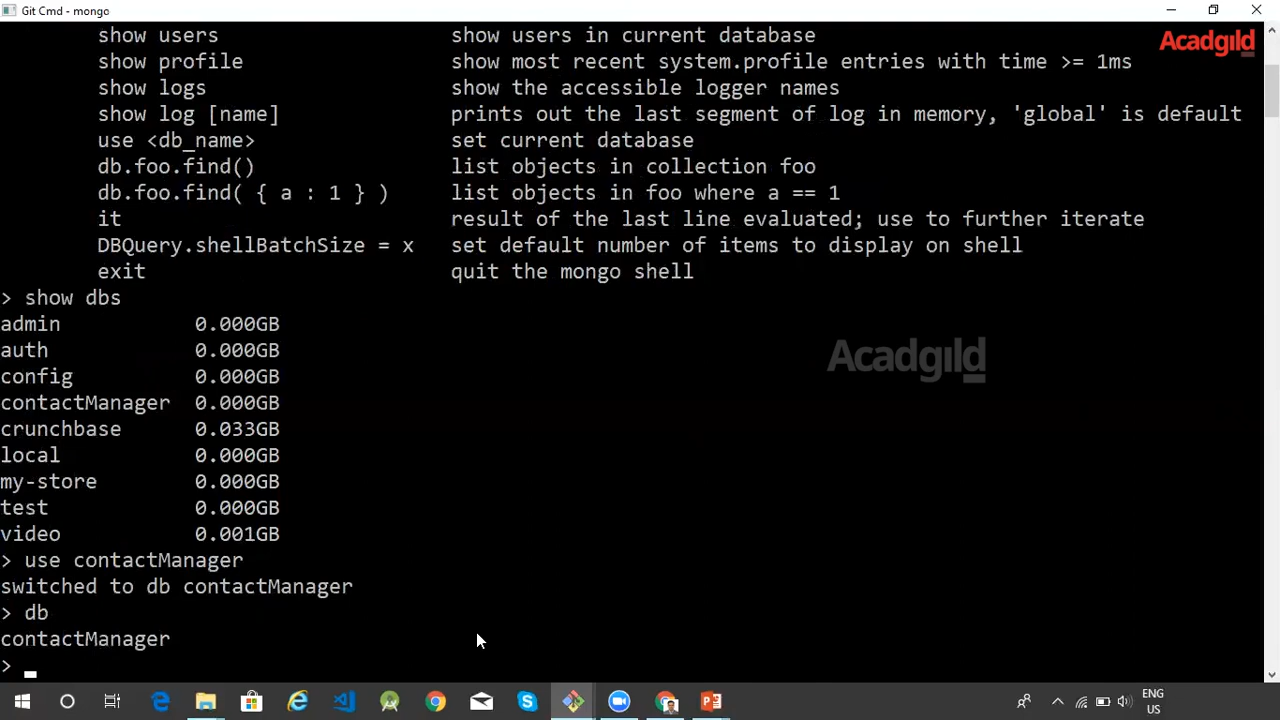 Git Cmd - mongo
show users show users in current database
Acadgild
show profile show most recent system.profile entries with time >= 1ms
show logs show the accessible logger names
show log [name] prints out the last segment of log in memory, 'global' is default
use <db_name> set current database
db.foo.find() list objects in collection foo
db.foo.find( { a : 1 } ) list objects in foo where a == 1
it result of the last line evaluated; use to further iterate
DBQuery.shellBatchSize = x set default number of items to display on shell
exit quit the mongo shell
> show dbs
admin 0.000GB
auth 0.000GB
Acadgild
config 0.000GB
contactManager 0.000GB
crunchbase 0.033GB
local 0.000GB
my-store 0.000GB
test 0.000GB
video 0.001GB
> use contactManager
switched to db contactManager
> db
contactManager
>
ENG
US